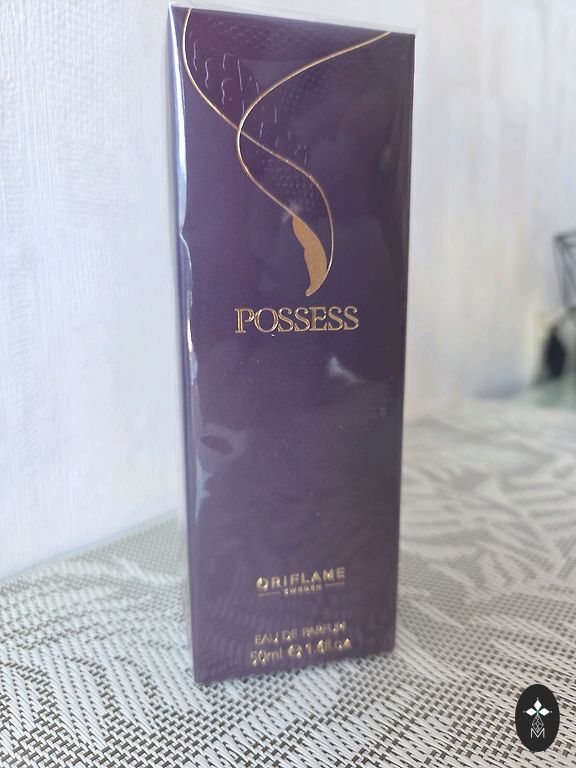 POSSESS
ORIFLAME
SWEDEN
EAU DE PARFUM
50ml ℮ 1.6fl.oz
M